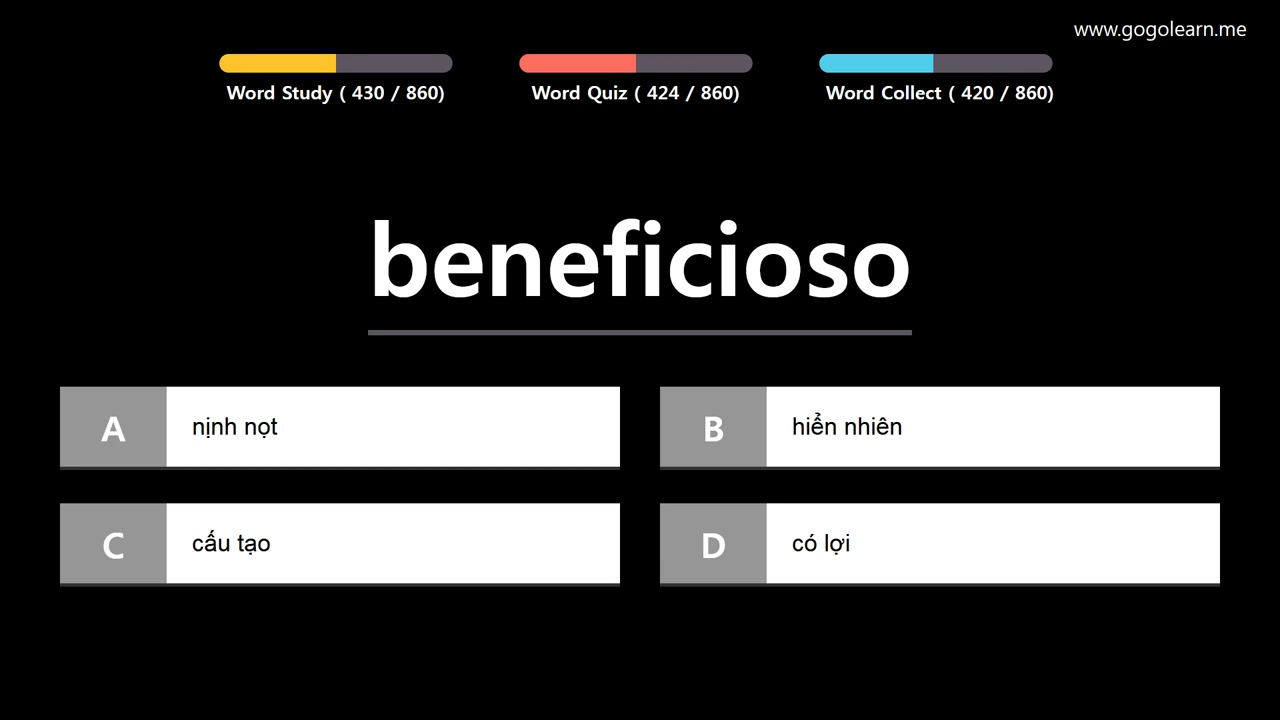 www.gogolearn.me
Word Study ( 430 / 860)
Word Quiz ( 424 / 860)
Word Collect ( 420 / 860)
beneficioso
A nịnh nọt
B hiển nhiên
C cấu tạo
D có lợi